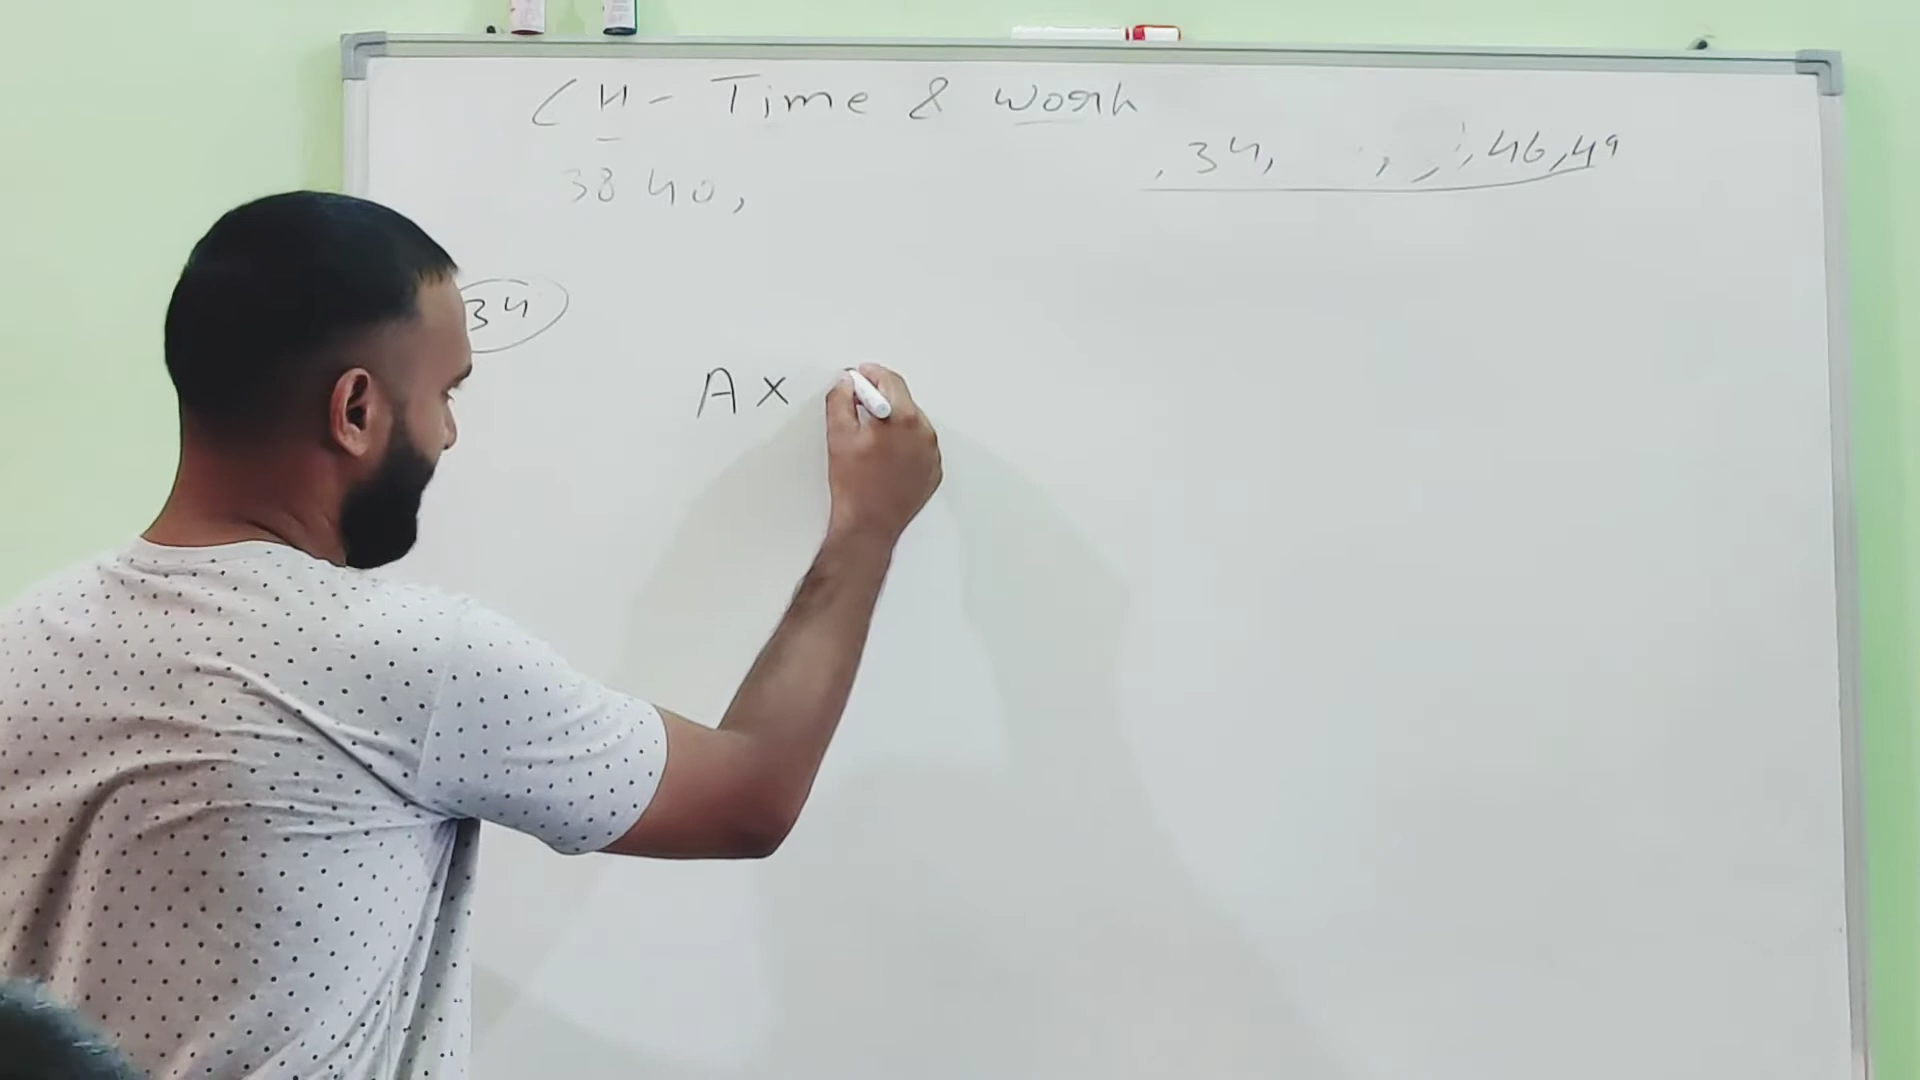 CH- Time & Work
, 34, , , , 46, 49
38 40,
34
A x